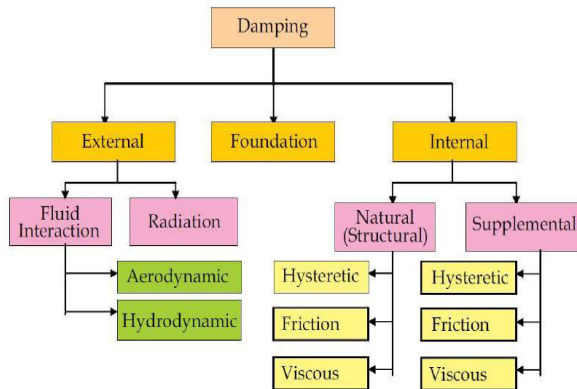 Damping
External
Foundation
Internal
Fluid
Interaction
Radiation
Natural
(Structural)
Supplemental
Aerodynamic
Hydrodynamic
Hysteretic
Friction
Viscous
Hysteretic
Friction
Viscous